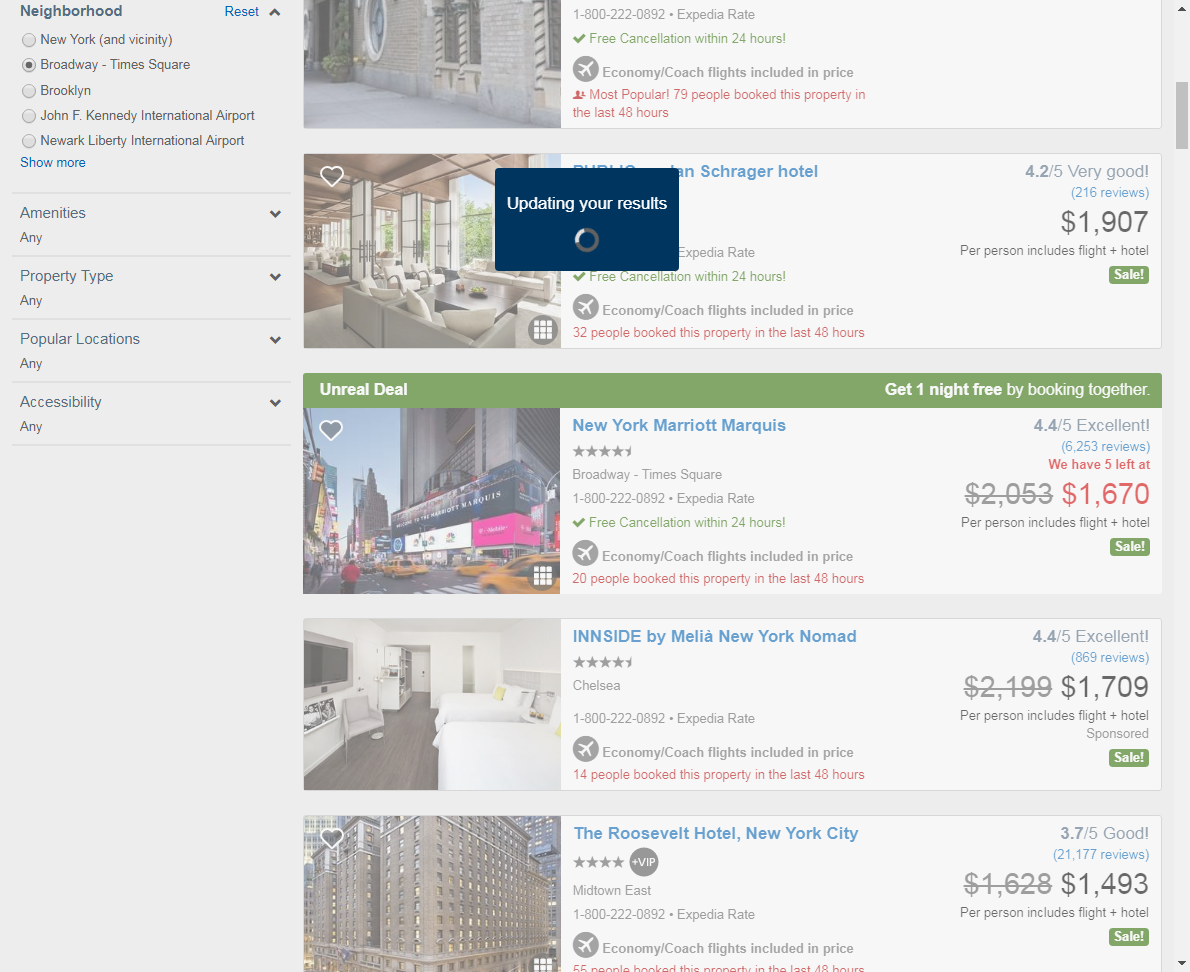 Neighborhood
Reset
New York (and vicinity)
Broadway - Times Square
Brooklyn
John F. Kennedy International Airport
Newark Liberty International Airport
Show more
Amenities
Any
Property Type
Any
Popular Locations
Any
Accessibility
Any
1-800-222-0892 • Expedia Rate
Free Cancellation within 24 hours!
Economy/Coach flights included in price
Most Popular! 79 people booked this property in
the last 48 hours
Updating your results
Schrager hotel
Expedia Rate
Free Cancellation within 24 hours!
Economy/Coach flights included in price
32 people booked this property in the last 48 hours
4.2/5 Very good!
(216 reviews)
$1,907
Per person includes flight + hotel
Sale!
Unreal Deal
Get 1 night free by booking together.
WELCOME TO THE MARRIOTT MARQUIS
New York Marriott Marquis
Broadway - Times Square
1-800-222-0892 • Expedia Rate
Free Cancellation within 24 hours!
Economy/Coach flights included in price
20 people booked this property in the last 48 hours
4.4/5 Excellent!
(6,253 reviews)
We have 5 left at
$2,053 $1,670
Per person includes flight + hotel
Sale!
INNSIDE by Melià New York Nomad
Chelsea
1-800-222-0892 • Expedia Rate
Economy/Coach flights included in price
14 people booked this property in the last 48 hours
4.4/5 Excellent!
(869 reviews)
$2,199 $1,709
Per person includes flight + hotel
Sponsored
Sale!
The Roosevelt Hotel, New York City
+VIP
Midtown East
1-800-222-0892 • Expedia Rate
Economy/Coach flights included in price
55 people booked this property in the last 48 hours
3.7/5 Good!
(21,177 reviews)
$1,628 $1,493
Per person includes flight + hotel
Sale!